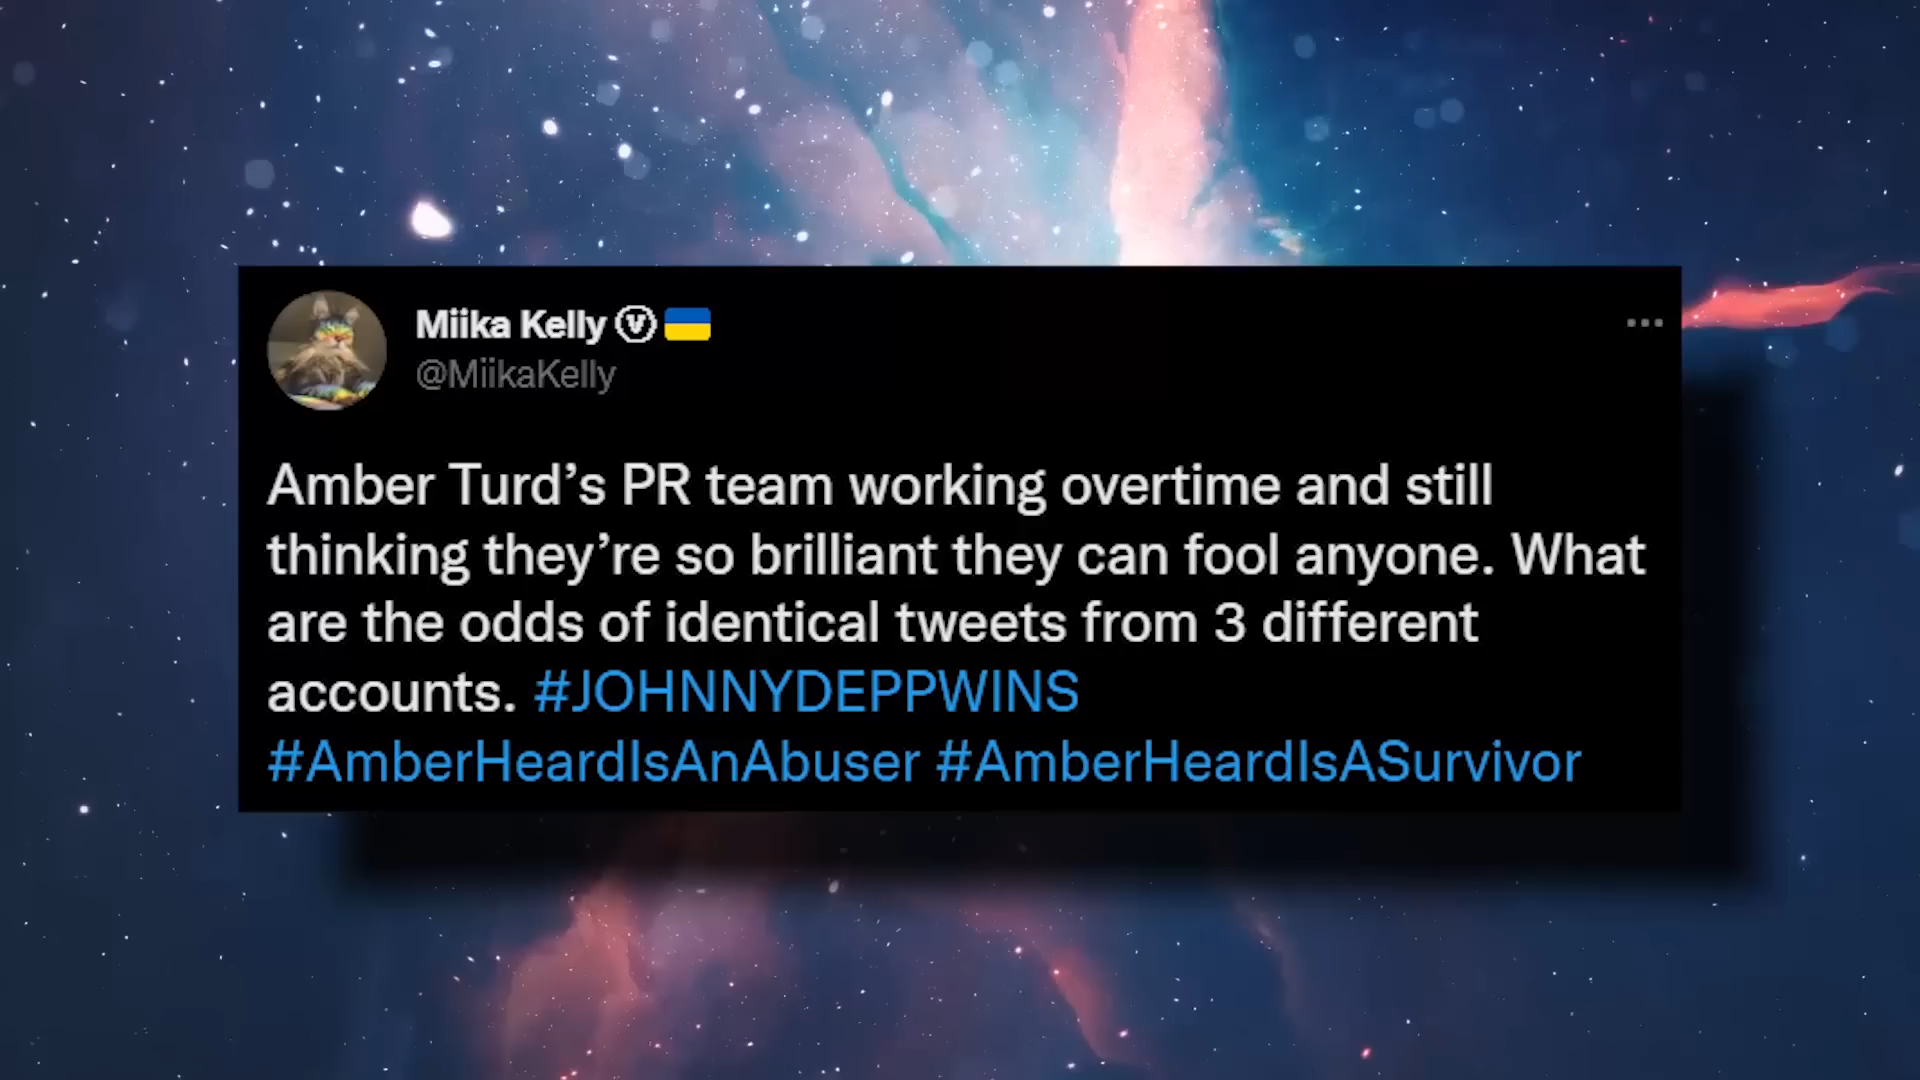 Miika Kelly Ⓥ🇺🇦
@MiikaKelly
Amber Turd’s PR team working overtime and still
thinking they’re so brilliant they can fool anyone. What
are the odds of identical tweets from 3 different
accounts. #JOHNNYDEPPWINS
#AmberHeardIsAnAbuser #AmberHeardIsASurvivor